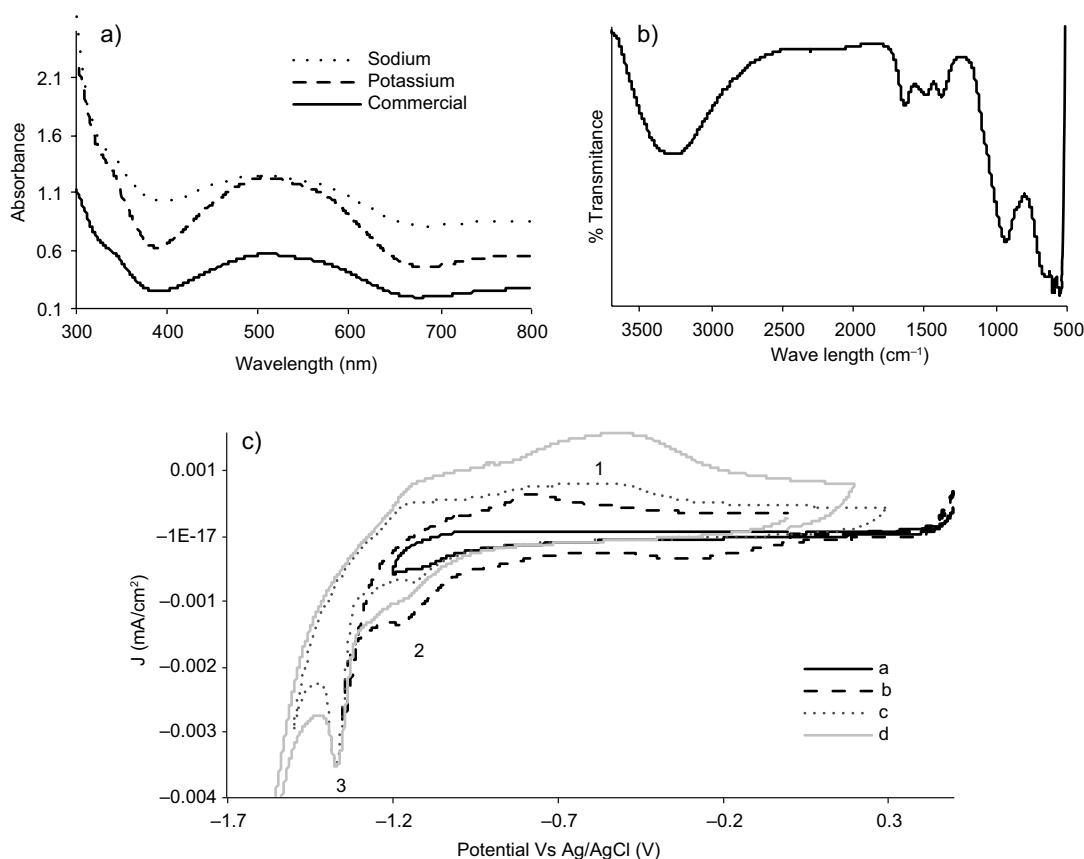 a)
Sodium
Potassium
Commercial
2.1
1.6
1.1
0.6
0.1
Absorbance
300 400 500 600 700 800
Wavelength (nm)
b)
% Transmitance
3500 3000 2500 2000 1500 1000 500
Wave length (cm⁻¹)
c)
0.001
–1E-17
–0.001
–0.002
–0.003
–0.004
J (mA/cm²)
1
2
3
a
b
c
d
–1.7 –1.2 –0.7 –0.2 0.3
Potential Vs Ag/AgCl (V)